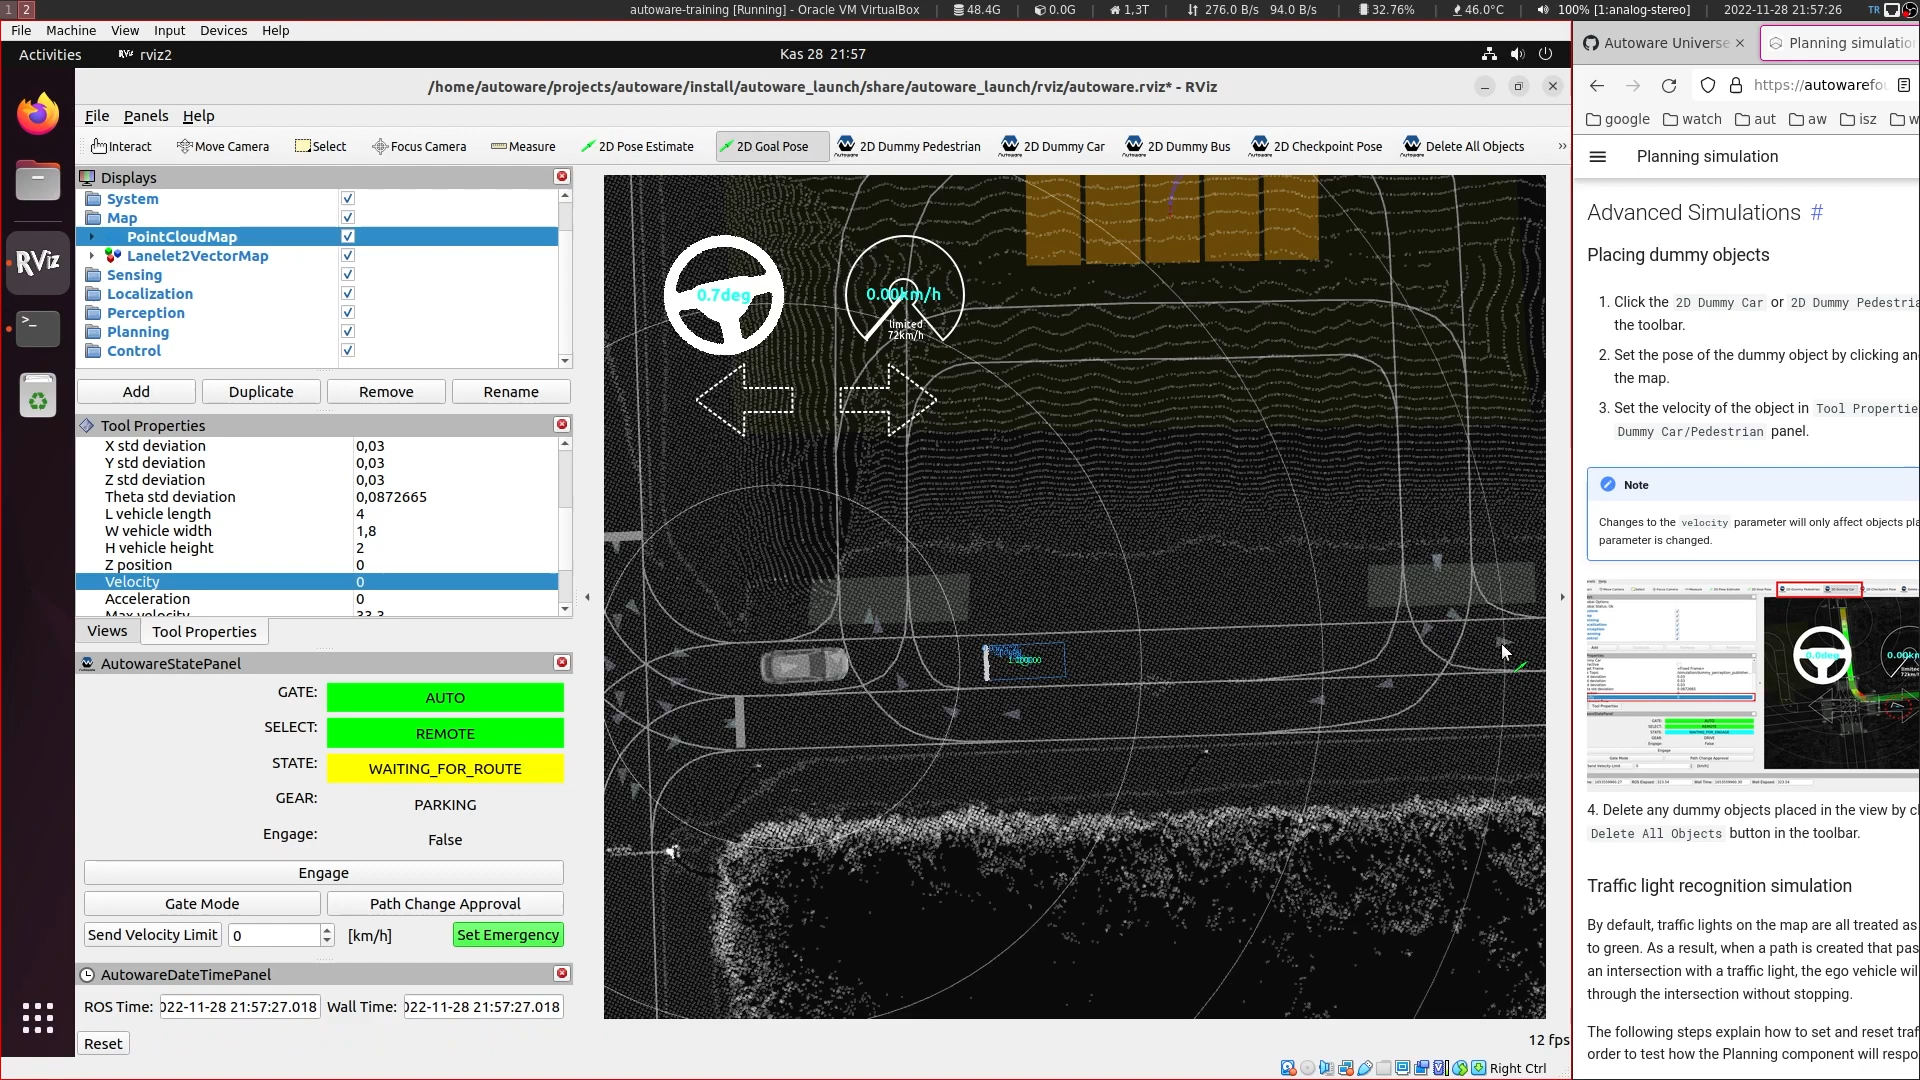 1 2
autoware-training [Running] - Oracle VM VirtualBox
48.4G
0.0G
1,3T
276.0 B/s 94.0 B/s
32.76%
46.0°C
100% [1:analog-stereo]
2022-11-28 21:57:26
TR
File Machine View Input Devices Help
Activities
rviz2
Kas 28 21:57
/home/autoware/projects/autoware/install/autoware_launch/share/autoware_launch/rviz/autoware.rviz* - RViz
File Panels Help
Interact
Move Camera
Select
Focus Camera
Measure
2D Pose Estimate
2D Goal Pose
2D Dummy Pedestrian
2D Dummy Car
2D Dummy Bus
2D Checkpoint Pose
Delete All Objects
Displays
System
Map
PointCloudMap
Lanelet2VectorMap
Sensing
Localization
Perception
Planning
Control
Add
Duplicate
Remove
Rename
Tool Properties
X std deviation 0,03
Y std deviation 0,03
Z std deviation 0,03
Theta std deviation 0,0872665
L vehicle length 4
W vehicle width 1,8
H vehicle height 2
Z position 0
Velocity 0
Acceleration 0
Max velocity 33,3
Views
Tool Properties
AutowareStatePanel
GATE: AUTO
SELECT: REMOTE
STATE: WAITING_FOR_ROUTE
GEAR: PARKING
Engage: False
Engage
Gate Mode
Path Change Approval
Send Velocity Limit 0 [km/h] Set Emergency
AutowareDateTimePanel
ROS Time: 022-11-28 21:57:27.018 Wall Time: 022-11-28 21:57:27.018
Reset
RViz
0.7deg
0.00km/h
limited
72km/h
12 fps
Right Ctrl
Autoware Universe
Planning simulation
https://autowarefou
google watch aut aw isz w
Planning simulation
Advanced Simulations #
Placing dummy objects
1. Click the 2D Dummy Car or 2D Dummy Pedestria
the toolbar.
2. Set the pose of the dummy object by clicking an
the map.
3. Set the velocity of the object in Tool Propertie
Dummy Car/Pedestrian panel.
Note
Changes to the velocity parameter will only affect objects pla
parameter is changed.
0.0deg
0.00k
4. Delete any dummy objects placed in the view by cl
Delete All Objects button in the toolbar.
Traffic light recognition simulation
By default, traffic lights on the map are all treated as
to green. As a result, when a path is created that pas
an intersection with a traffic light, the ego vehicle wil
through the intersection without stopping.
The following steps explain how to set and reset traf
order to test how the Planning component will respo